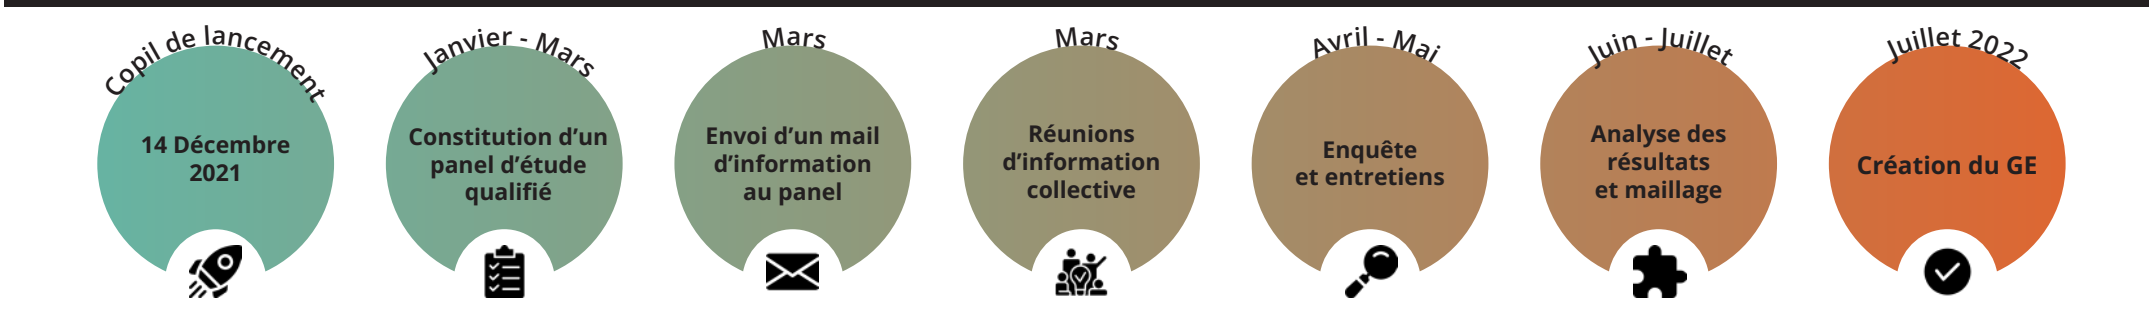 Copil de lancement
14 Décembre
2021
Janvier - Mars
Constitution d’un
panel d’étude
qualifié
Mars
Envoi d’un mail
d’information
au panel
Mars
Réunions
d’information
collective
Avril - Mai
Enquête
et entretiens
Juin - Juillet
Analyse des
résultats
et maillage
Juillet 2022
Création du GE